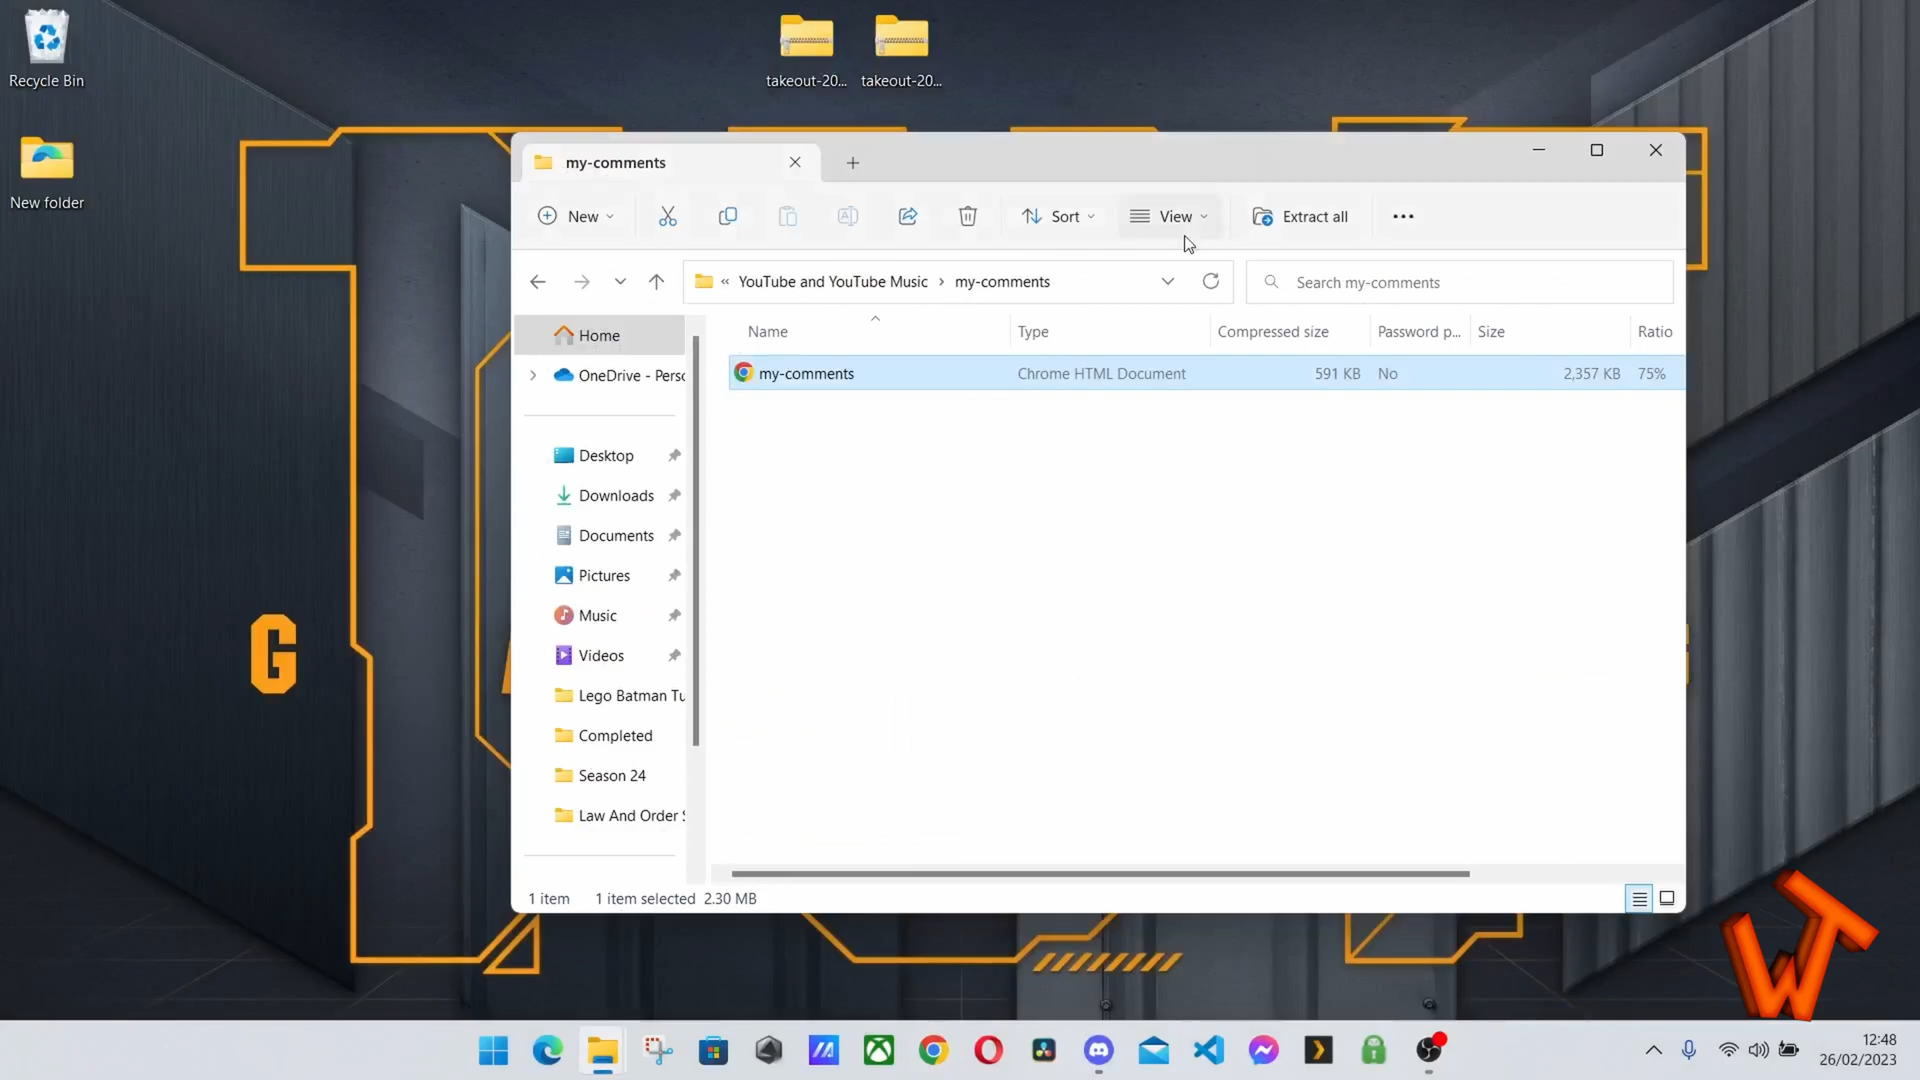 Recycle Bin
takeout-20...
takeout-20...
New folder
my-comments
New
Sort
View
Extract all
« YouTube and YouTube Music > my-comments
Search my-comments
Name
Type
Compressed size
Password p...
Size
Ratio
my-comments
Chrome HTML Document
591 KB
No
2,357 KB
75%
Home
OneDrive - Perso
Desktop
Downloads
Documents
Pictures
Music
Videos
Lego Batman Tu
Completed
Season 24
Law And Order S
1 item
1 item selected 2.30 MB
G
WT
12:48
26/02/2023